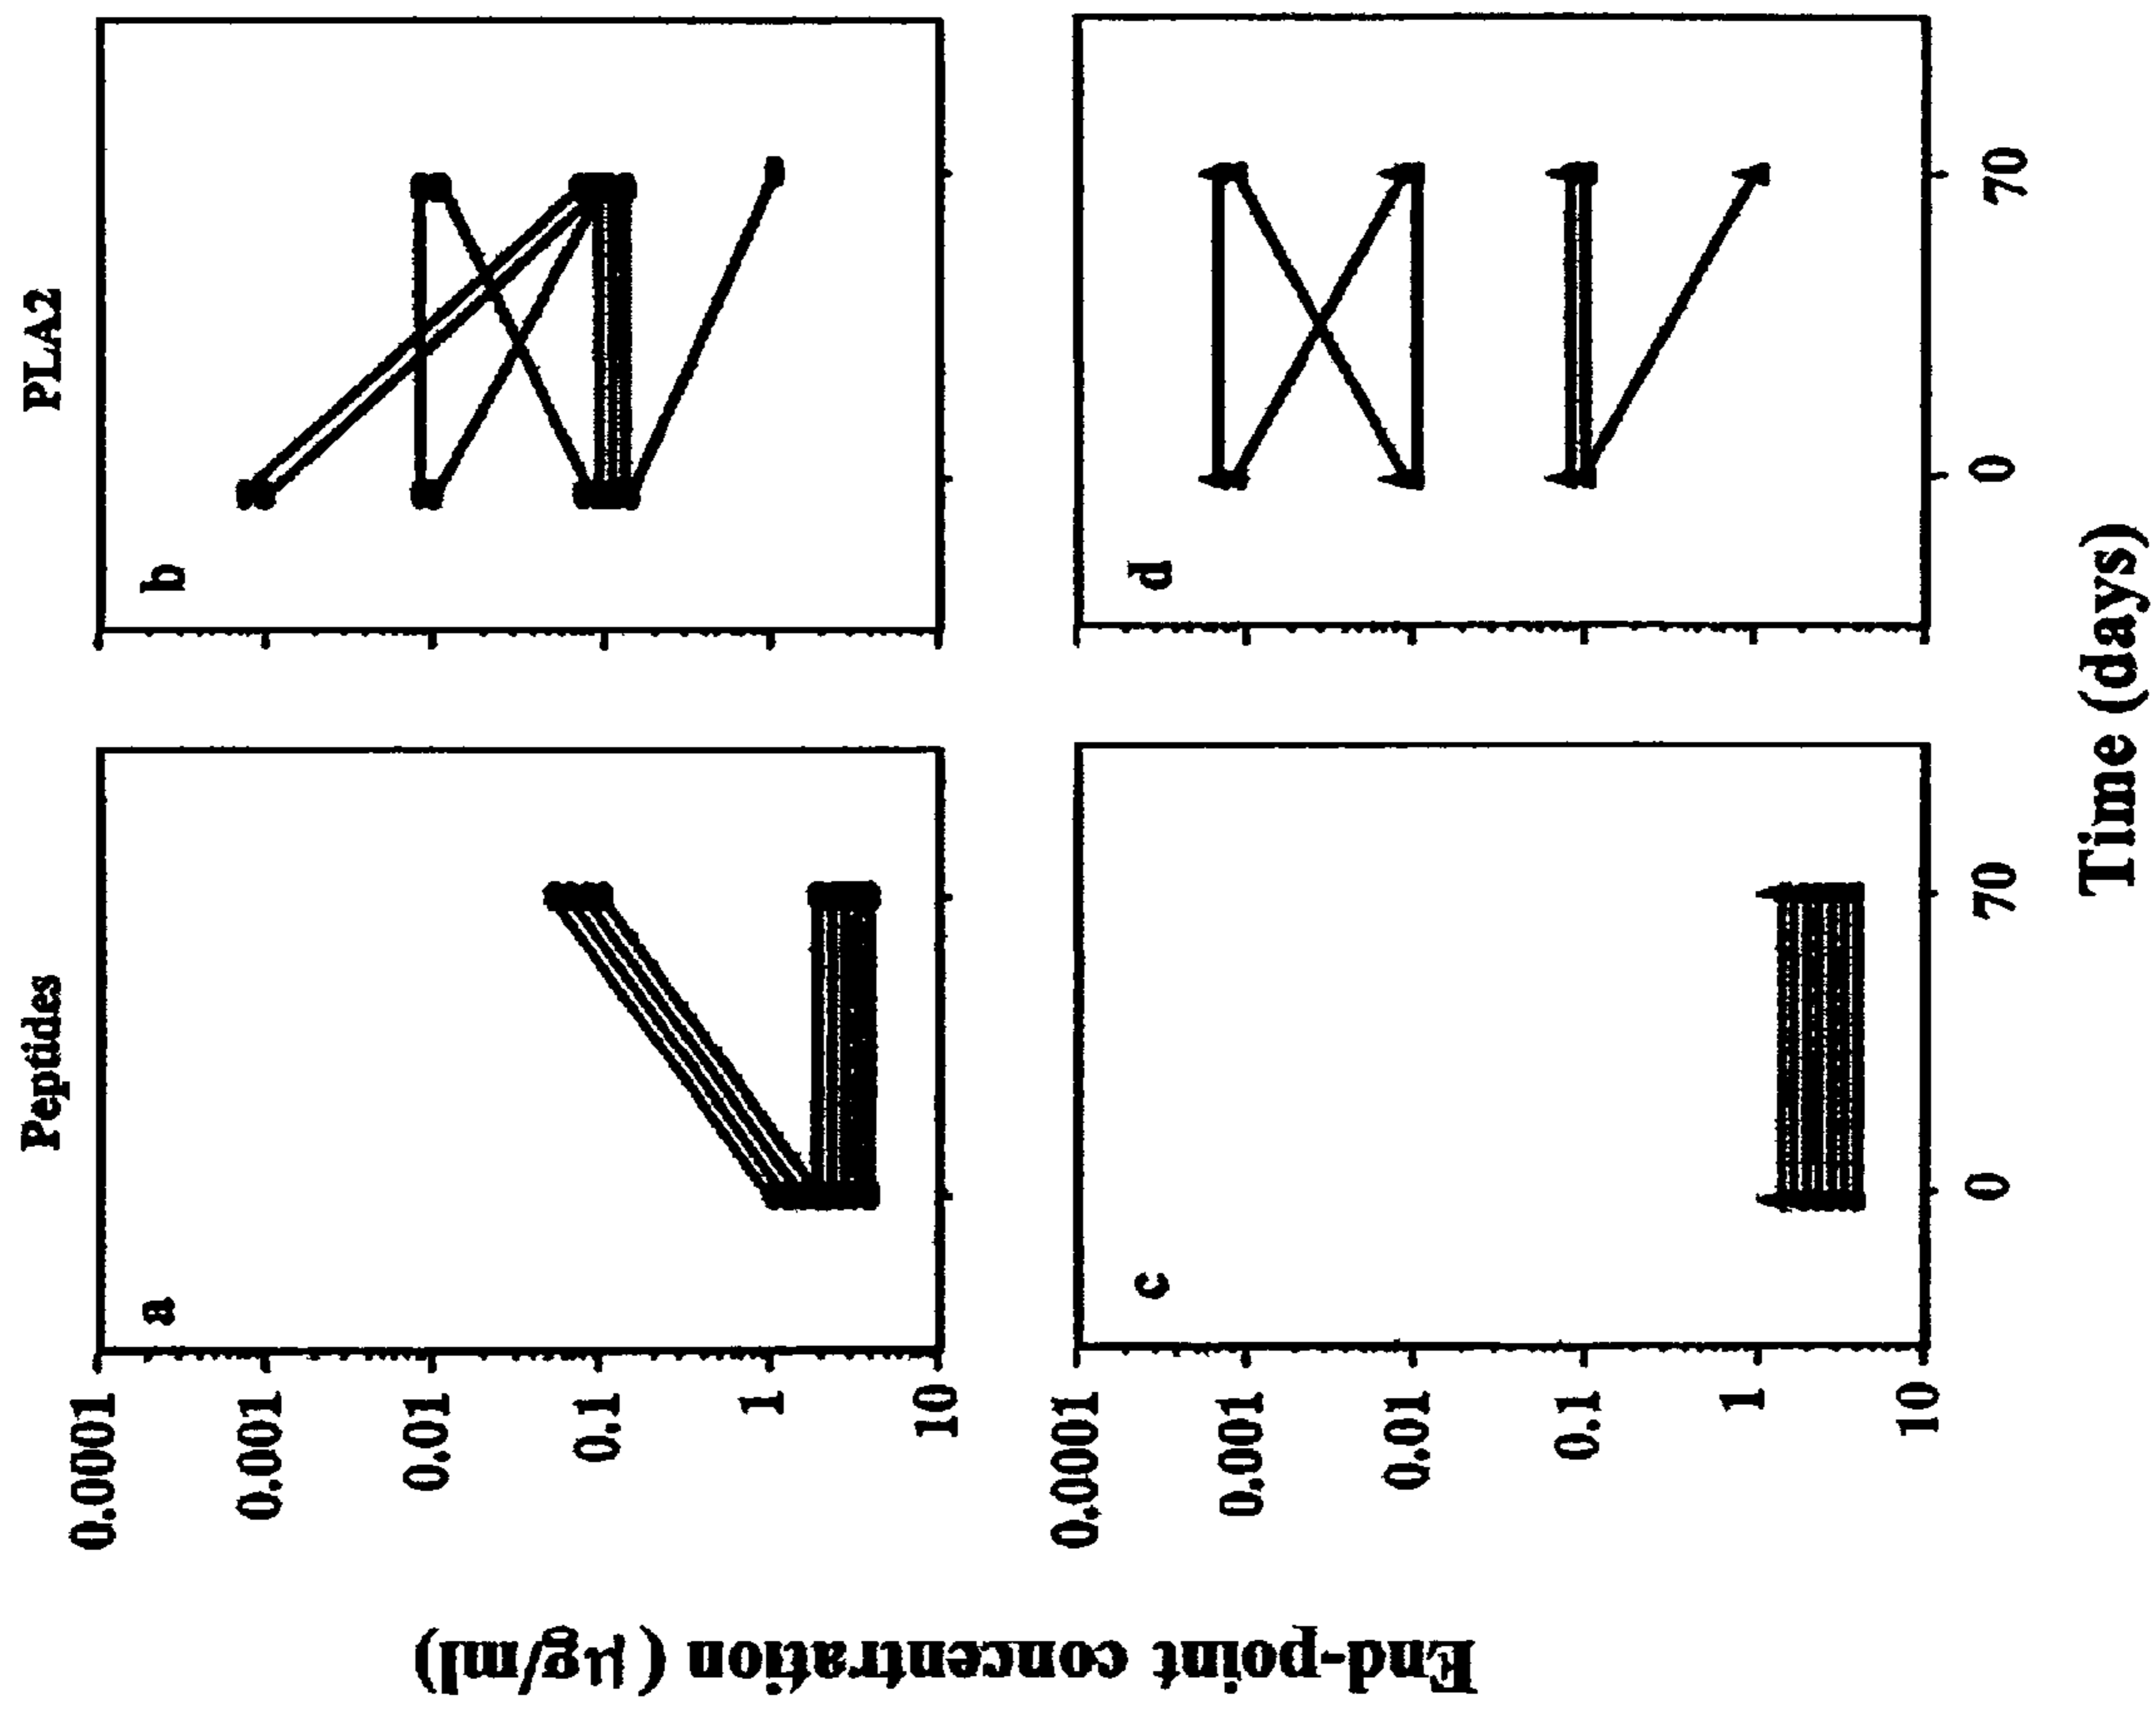 Peptides
PLA2
a
b
0.0001
0.001
0.01
0.1
1
10
c
d
0.0001
0.001
0.01
0.1
1
10
0
70
0
70
Time (days)
End-point concentration (µg/ml)